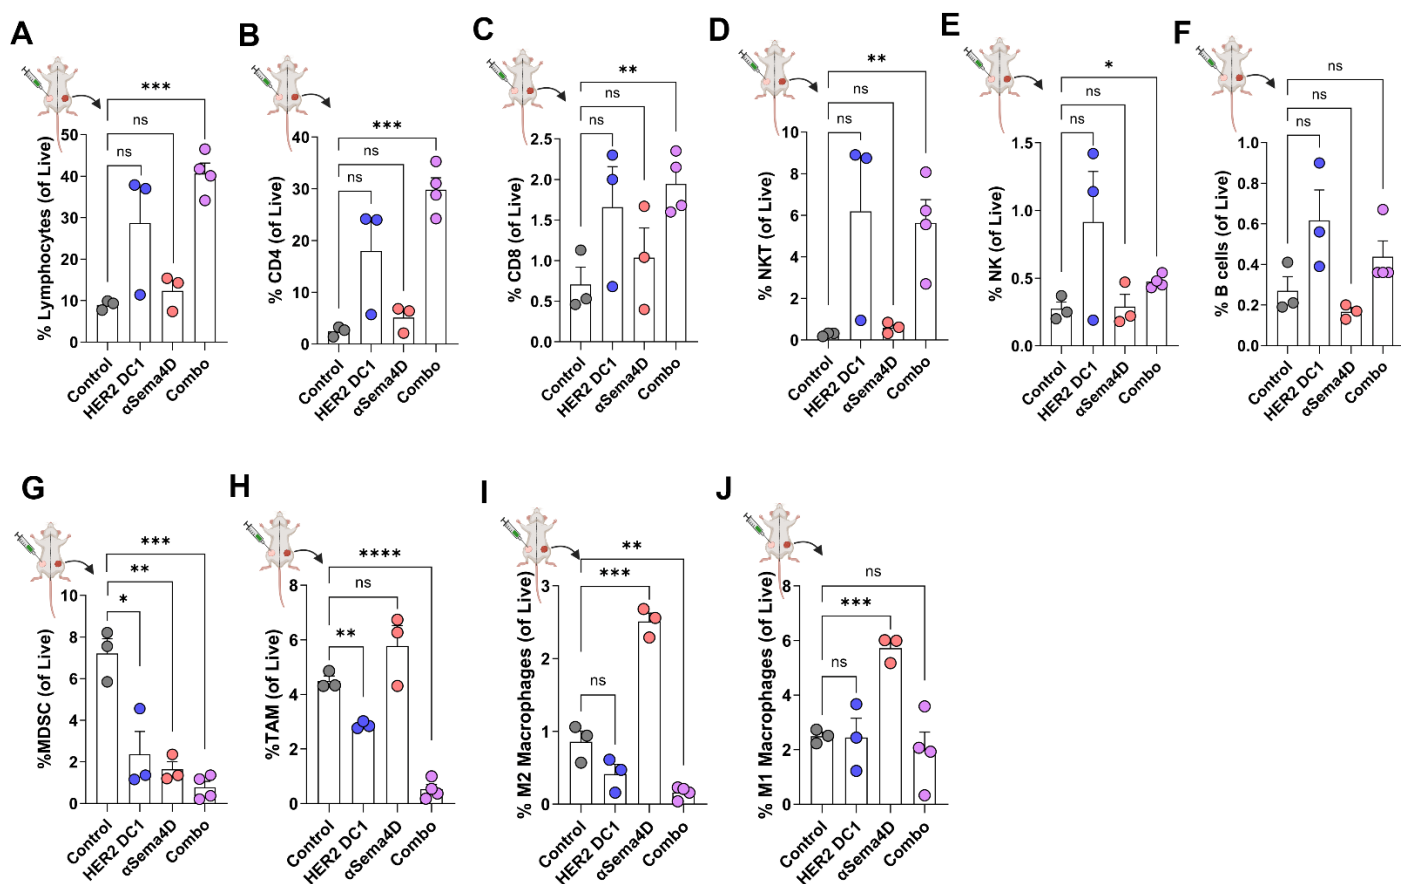 A
B
C
D
E
F
***
ns
ns
% Lymphocytes (of Live)
50
40
30
20
10
0
Control
HER2 DC1
αSema4D
Combo
***
ns
ns
% CD4 (of Live)
40
30
20
10
0
Control
HER2 DC1
αSema4D
Combo
**
ns
ns
% CD8 (of Live)
2.5
2.0
1.5
1.0
0.5
0.0
Control
HER2 DC1
αSema4D
Combo
**
ns
ns
% NKT (of Live)
10
8
6
4
2
0
Control
HER2 DC1
αSema4D
Combo
*
ns
ns
% NK (of Live)
1.5
1.0
0.5
0.0
Control
HER2 DC1
αSema4D
Combo
ns
ns
ns
% B cells (of Live)
1.0
0.8
0.6
0.4
0.2
0.0
Control
HER2 DC1
αSema4D
Combo
G
H
I
J
***
**
*
%MDSC (of Live)
10
8
6
4
2
0
Control
HER2 DC1
αSema4D
Combo
****
ns
**
%TAM (of Live)
8
6
4
2
0
Control
HER2 DC1
αSema4D
Combo
**
***
ns
% M2 Macrophages (of Live)
3
2
1
0
Control
HER2 DC1
αSema4D
Combo
ns
***
ns
% M1 Macrophages (of Live)
8
6
4
2
0
Control
HER2 DC1
αSema4D
Combo